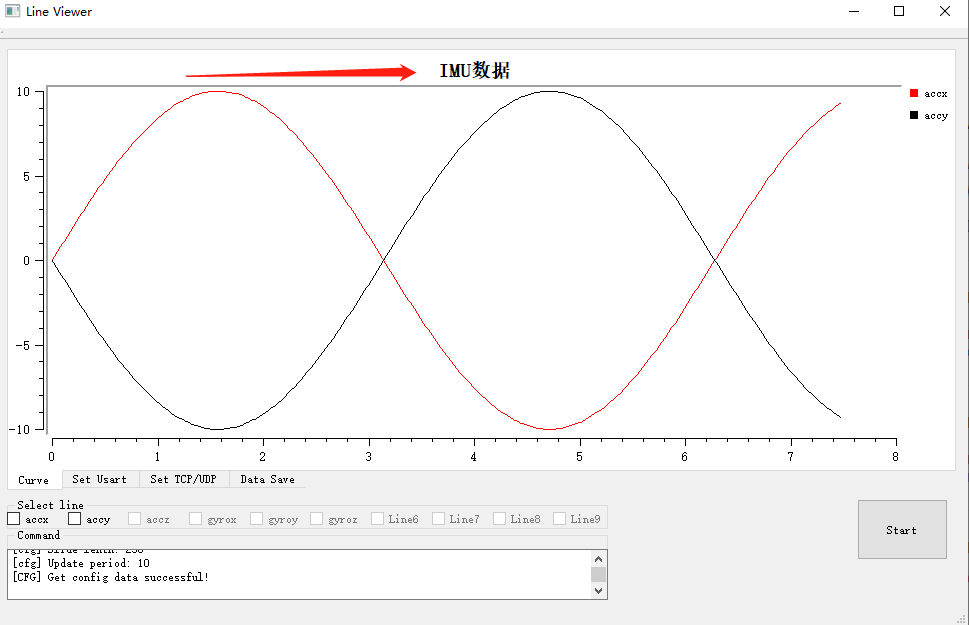 Line Viewer
IMU数据
10
5
0
-5
-10
accx
accy
0 1 2 3 4 5 6 7 8
Curve Set Usart Set TCP/UDP Data Save
Select line
accx accy accz gyrox gyroy gyroz Line6 Line7 Line8 Line9
Start
Command
[cfg] Update period: 10
[CFG] Get config data successful!